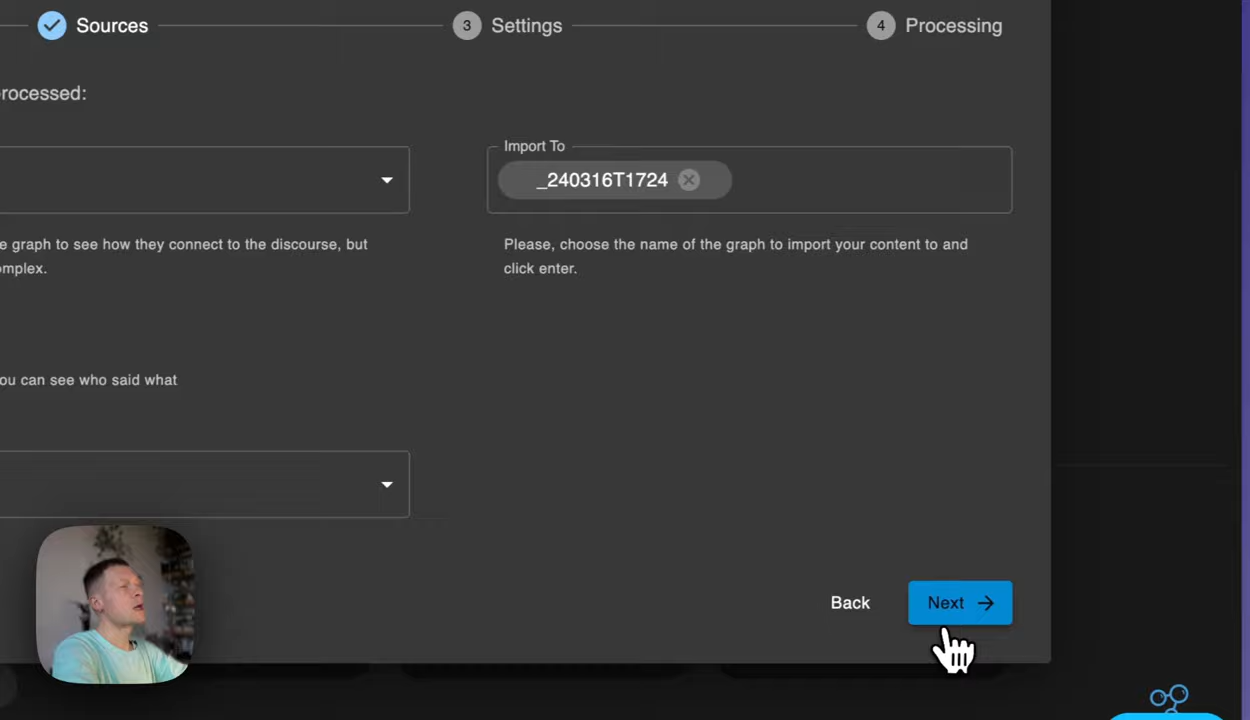 Sources
3 Settings
4 Processing
rocessed:
Import To
_240316T1724
e graph to see how they connect to the discourse, but
omplex.
Please, choose the name of the graph to import your content to and
click enter.
ou can see who said what
Back
Next